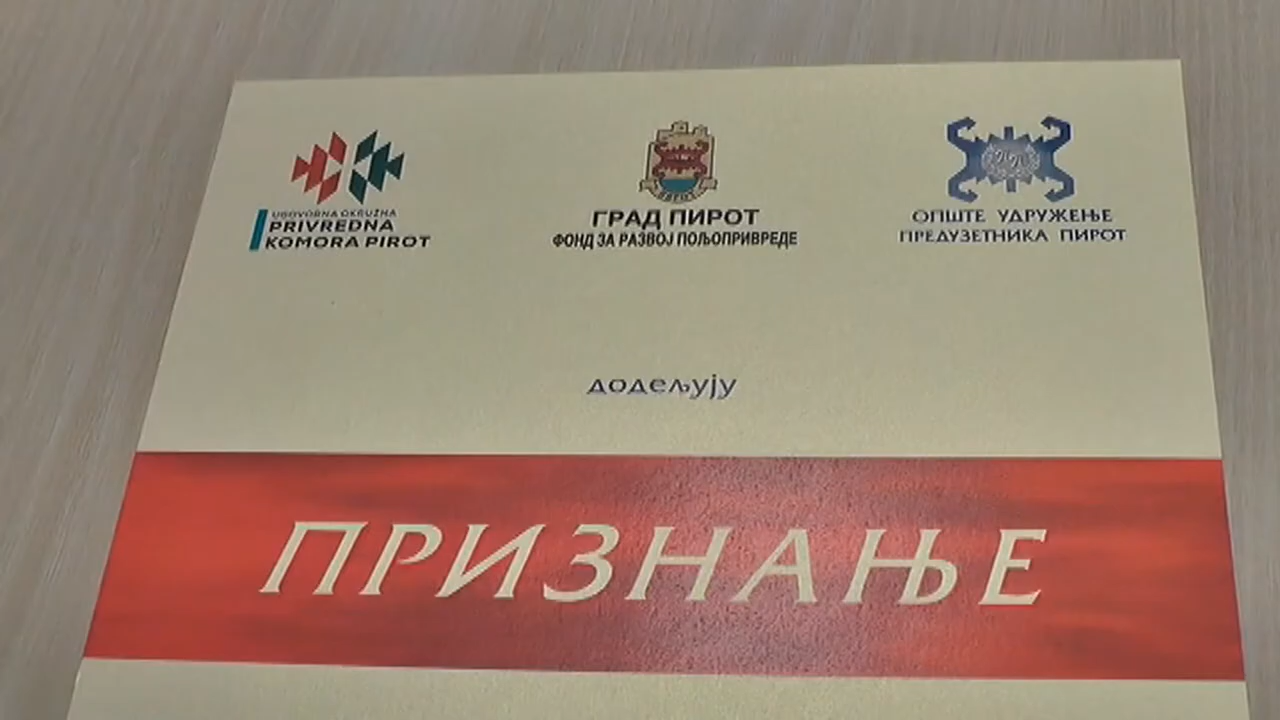 UGOVORNA OKRUŽNA
PRIVREDNA
KOMORA PIROT
ГРАД ПИРОТ
ФОНД ЗА РАЗВОЈ ПОЉОПРИВРЕДЕ
ОПШТЕ УДРУЖЕЊЕ
ПРЕДУЗЕТНИКА ПИРОТ
додељују
ПРИЗНАЊЕ